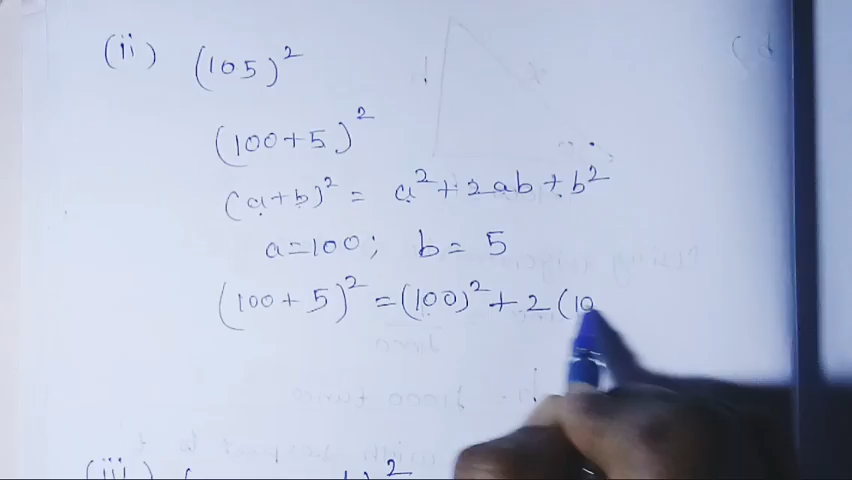 (ii) (105)²
(100+5)²
(a+b)² = a² + 2ab + b²
a=100; b= 5
(100 + 5)² = (100)² + 2 (10
(iii)